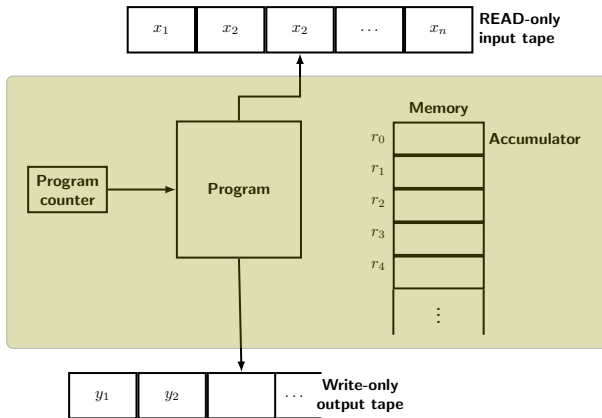 x1 x2 x2 ... xn
READ-only
input tape
Memory
r0
Accumulator
r1
Program
counter
Program
r2
r3
r4
⋮
y1 y2 ...
Write-only
output tape